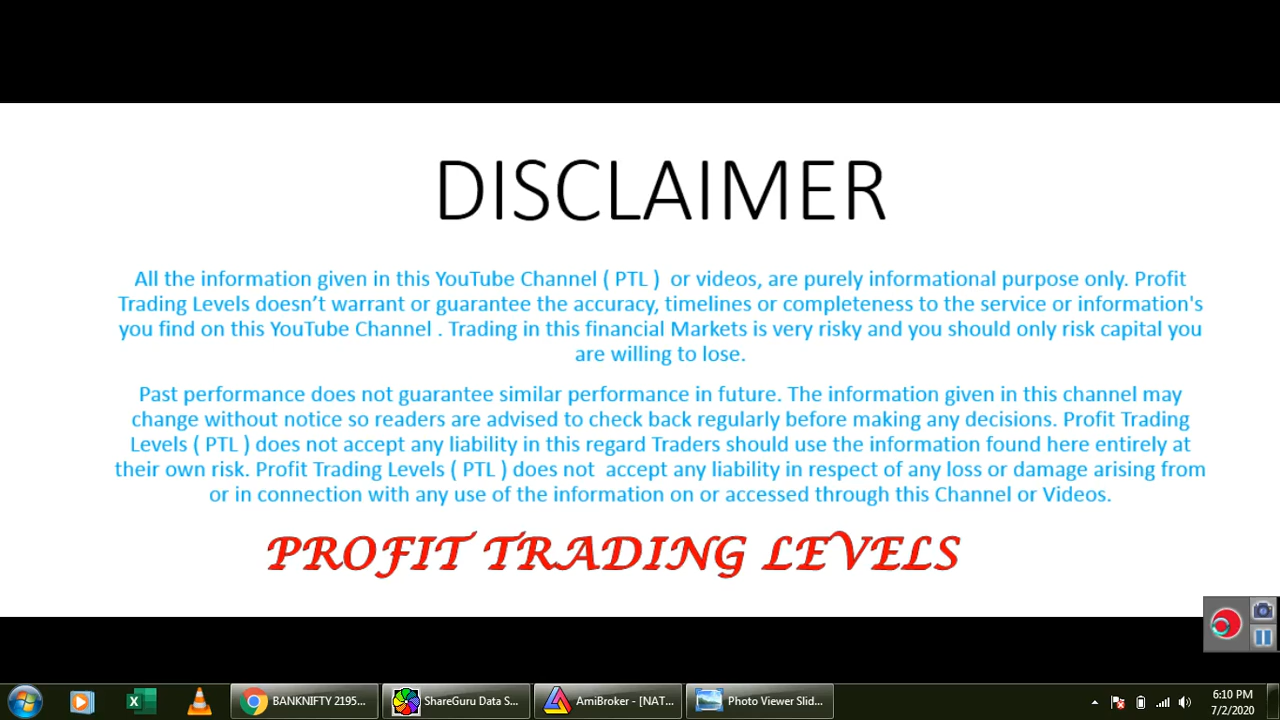 DISCLAIMER
All the information given in this YouTube Channel ( PTL )  or videos, are purely informational purpose only. Profit
Trading Levels doesn't warrant or guarantee the accuracy, timelines or completeness to the service or information's
you find on this YouTube Channel . Trading in this financial Markets is very risky and you should only risk capital you
are willing to lose.
Past performance does not guarantee similar performance in future. The information given in this channel may
change without notice so readers are advised to check back regularly before making any decisions. Profit Trading
Levels ( PTL ) does not accept any liability in this regard Traders should use the information found here entirely at
their own risk. Profit Trading Levels ( PTL ) does not  accept any liability in respect of any loss or damage arising from
or in connection with any use of the information on or accessed through this Channel or Videos.
PROFIT TRADING LEVELS
BANKNIFTY 2195... ShareGuru Data S... AmiBroker - [NAT... Photo Viewer Slid... 6:10 PM
7/2/2020